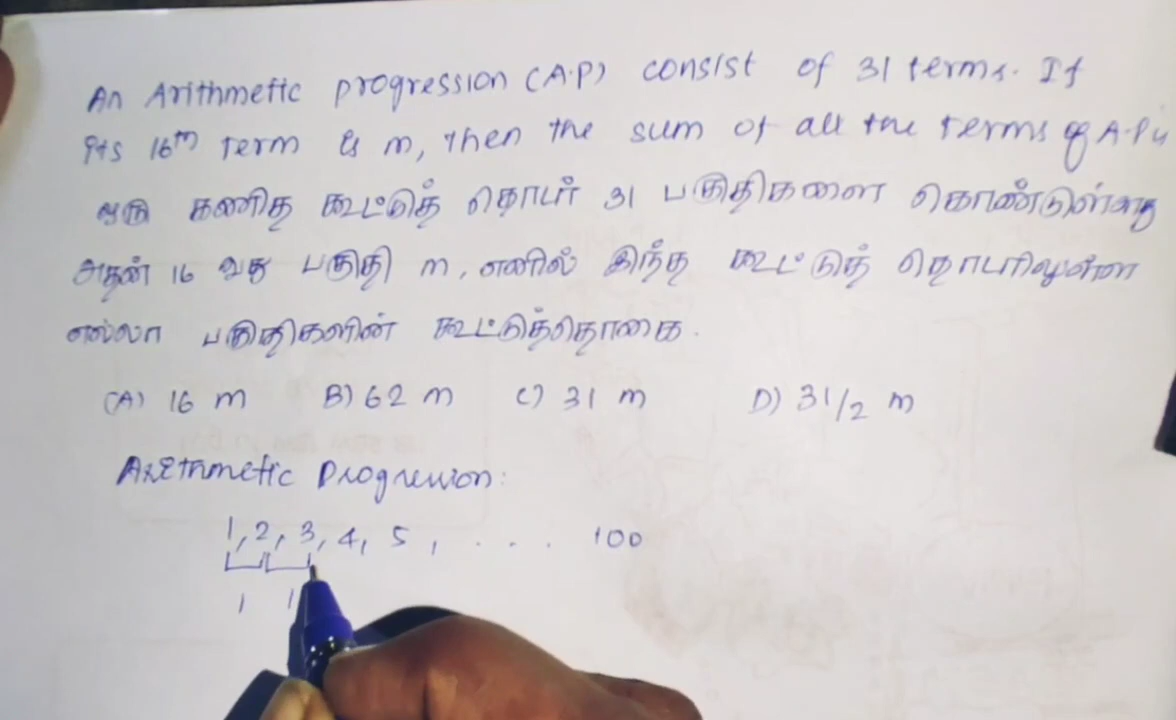 An Arithmetic progression (A.P) consist of 31 terms. If
its 16th term is m, then the sum of all the terms of A.P is
ஒரு கணித கூட்டுத் தொடர் 31 பகுதிகளை கொண்டுள்ளது
அதன் 16 வது பகுதி m, எனில் இந்த கூட்டுத் தொடரிலுள்ள
எல்லா பகுதிகளின் கூட்டுத்தொகை.
(A) 16 m B) 62 m C) 31 m D) 31/2 m
Arithmetic Progression:
1, 2, 3, 4, 5, . . . 100
1 1